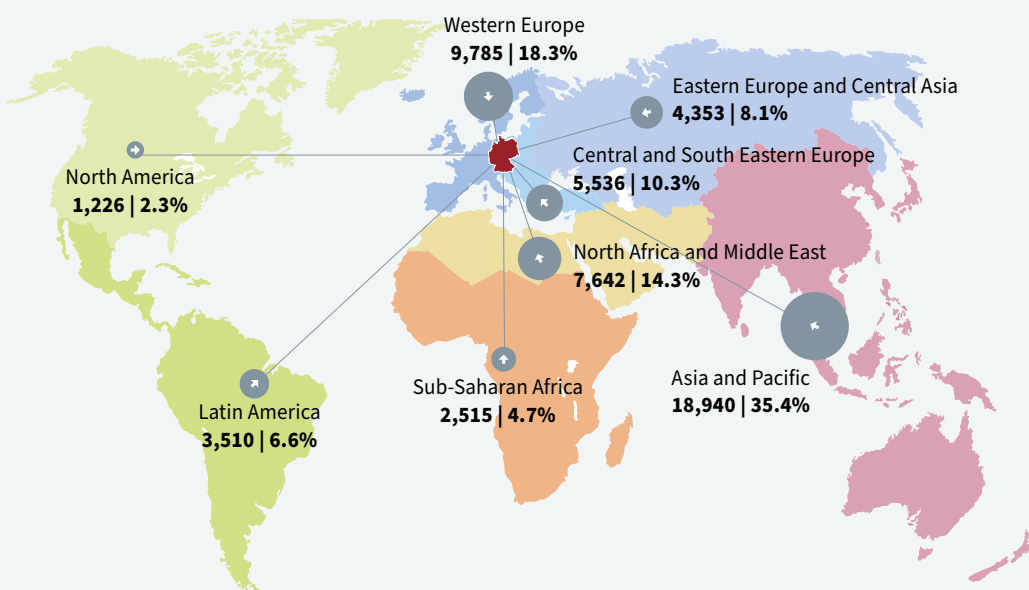 Western Europe
9,785 | 18.3%
Eastern Europe and Central Asia
4,353 | 8.1%
Central and South Eastern Europe
5,536 | 10.3%
North America
1,226 | 2.3%
North Africa and Middle East
7,642 | 14.3%
Asia and Pacific
18,940 | 35.4%
Sub-Saharan Africa
2,515 | 4.7%
Latin America
3,510 | 6.6%